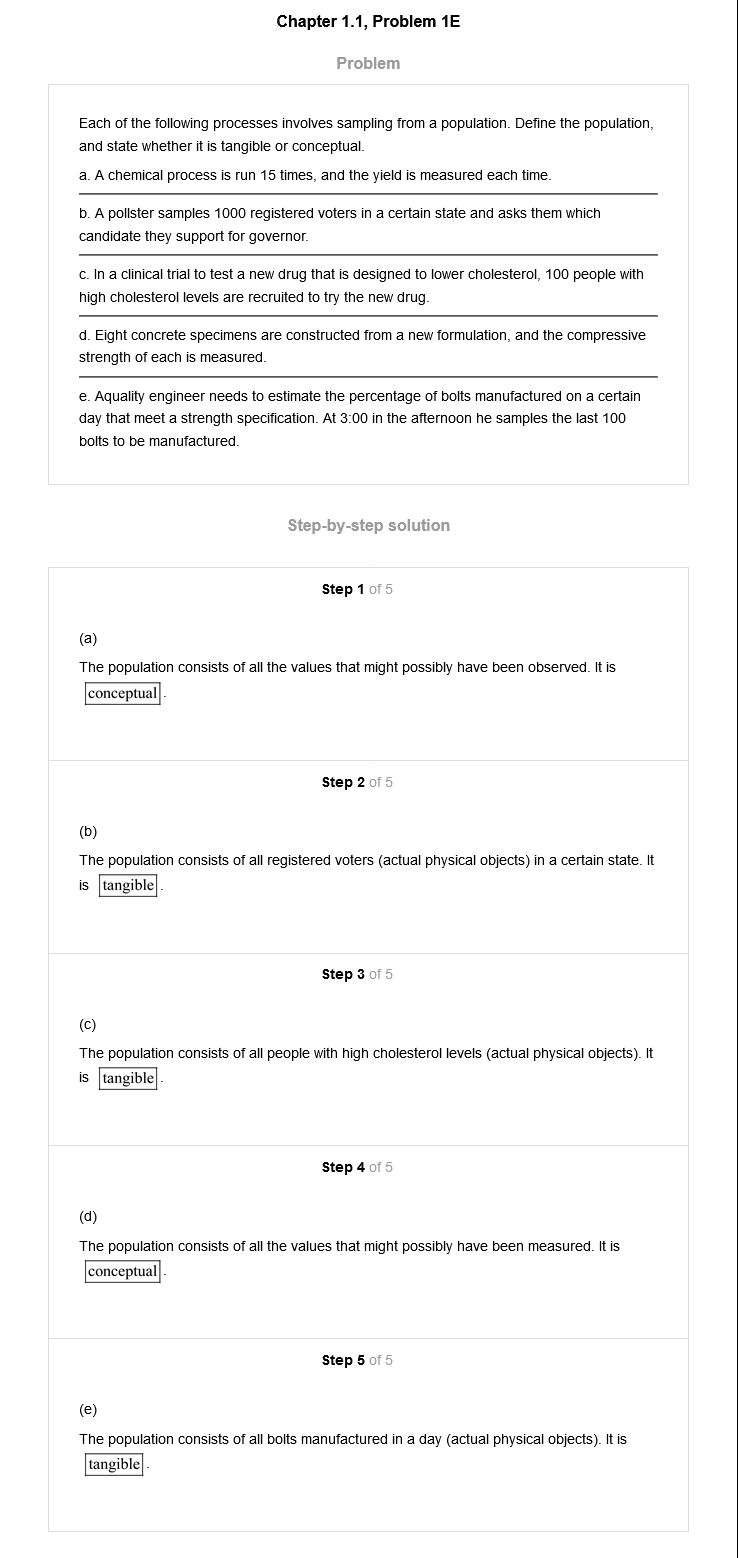 Chapter 1.1, Problem 1E
Problem
Each of the following processes involves sampling from a population. Define the population,
and state whether it is tangible or conceptual.
a. A chemical process is run 15 times, and the yield is measured each time.
b. A pollster samples 1000 registered voters in a certain state and asks them which
candidate they support for governor.
c. In a clinical trial to test a new drug that is designed to lower cholesterol, 100 people with
high cholesterol levels are recruited to try the new drug.
d. Eight concrete specimens are constructed from a new formulation, and the compressive
strength of each is measured.
e. Aquality engineer needs to estimate the percentage of bolts manufactured on a certain
day that meet a strength specification. At 3:00 in the afternoon he samples the last 100
bolts to be manufactured.
Step-by-step solution
Step 1 of 5
(a)
The population consists of all the values that might possibly have been observed. It is
conceptual.
Step 2 of 5
(b)
The population consists of all registered voters (actual physical objects) in a certain state. It
is tangible.
Step 3 of 5
(c)
The population consists of all people with high cholesterol levels (actual physical objects). It
is tangible.
Step 4 of 5
(d)
The population consists of all the values that might possibly have been measured. It is
conceptual.
Step 5 of 5
(e)
The population consists of all bolts manufactured in a day (actual physical objects). It is
tangible.